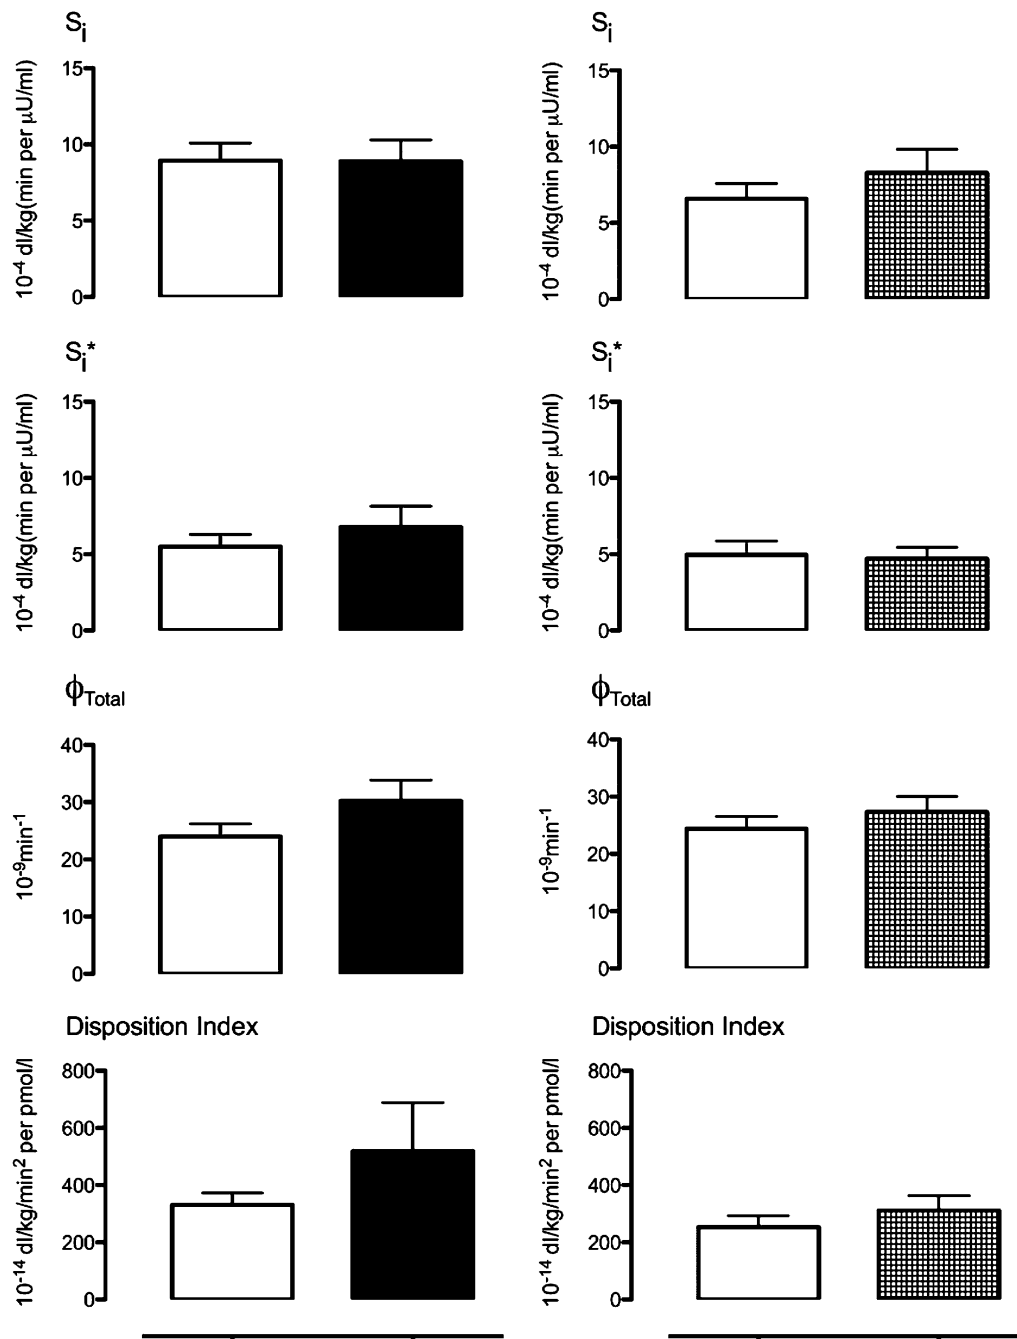 Si Si
15 15
10 10
5 5
0 0
10-4 dl/kg(min per μU/ml) 10-4 dl/kg(min per μU/ml)
Si* Si*
15 15
10 10
5 5
0 0
10-4 dl/kg(min per μU/ml) 10-4 dl/kg(min per μU/ml)
ϕTotal ϕTotal
40 40
30 30
20 20
10 10
0 0
10-9min-1 10-9min-1
Disposition Index Disposition Index
800 800
600 600
400 400
200 200
0 0
10-14 dl/kg/min2 per pmol/l 10-14 dl/kg/min2 per pmol/l